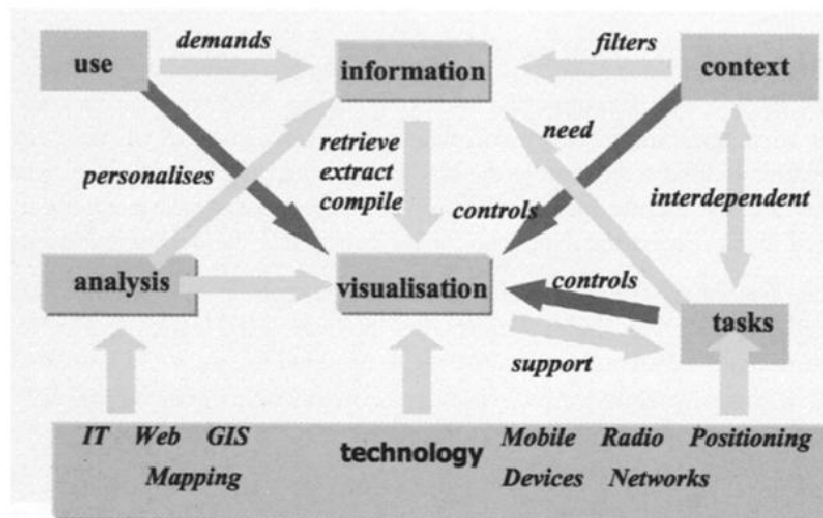 use
demands
information
filters
context
personalises
retrieve
extract
compile
need
controls
interdependent
analysis
visualisation
controls
tasks
support
IT Web GIS
Mapping
technology
Mobile Radio Positioning
Devices Networks